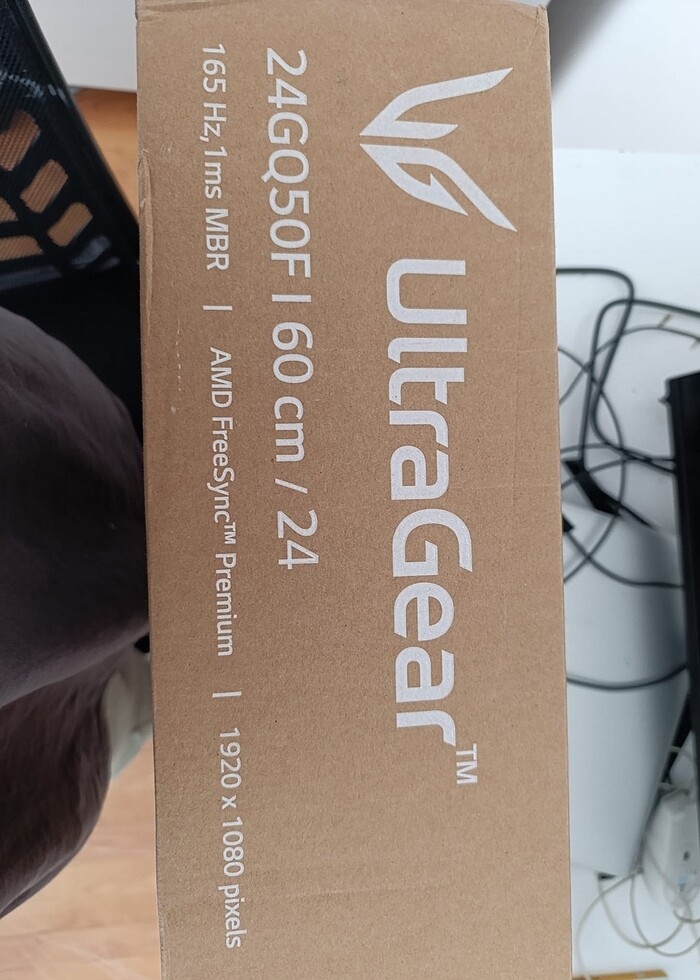 UltraGear™
24GQ50F | 60 cm / 24
165 Hz, 1ms MBR | AMD FreeSync™ Premium | 1920 x 1080 pixels